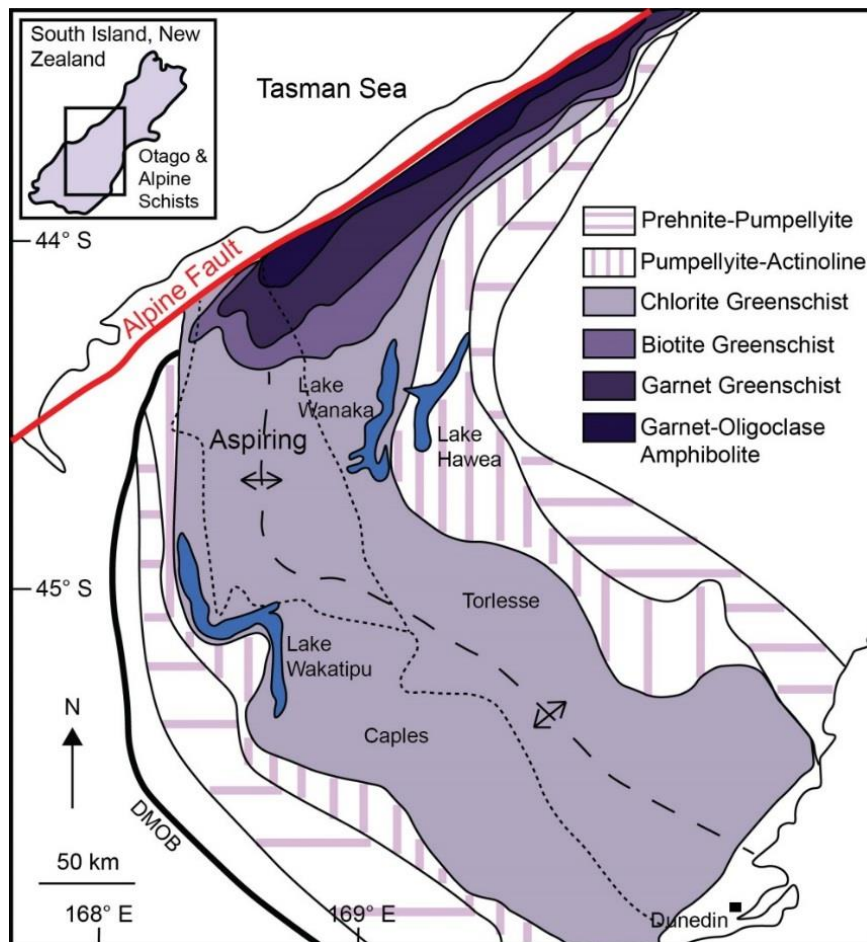 South Island, New
Zealand
Otago &
Alpine
Schists
Tasman Sea
44° S
Alpine Fault
Prehnite-Pumpellyite
Pumpellyite-Actinoline
Chlorite Greenschist
Biotite Greenschist
Garnet Greenschist
Garnet-Oligoclase
Amphibolite
Lake
Wanaka
Lake
Hawea
Aspiring
45° S
Torlesse
Lake
Wakatipu
N
Caples
DMOB
50 km
168° E
169° E
Dunedin